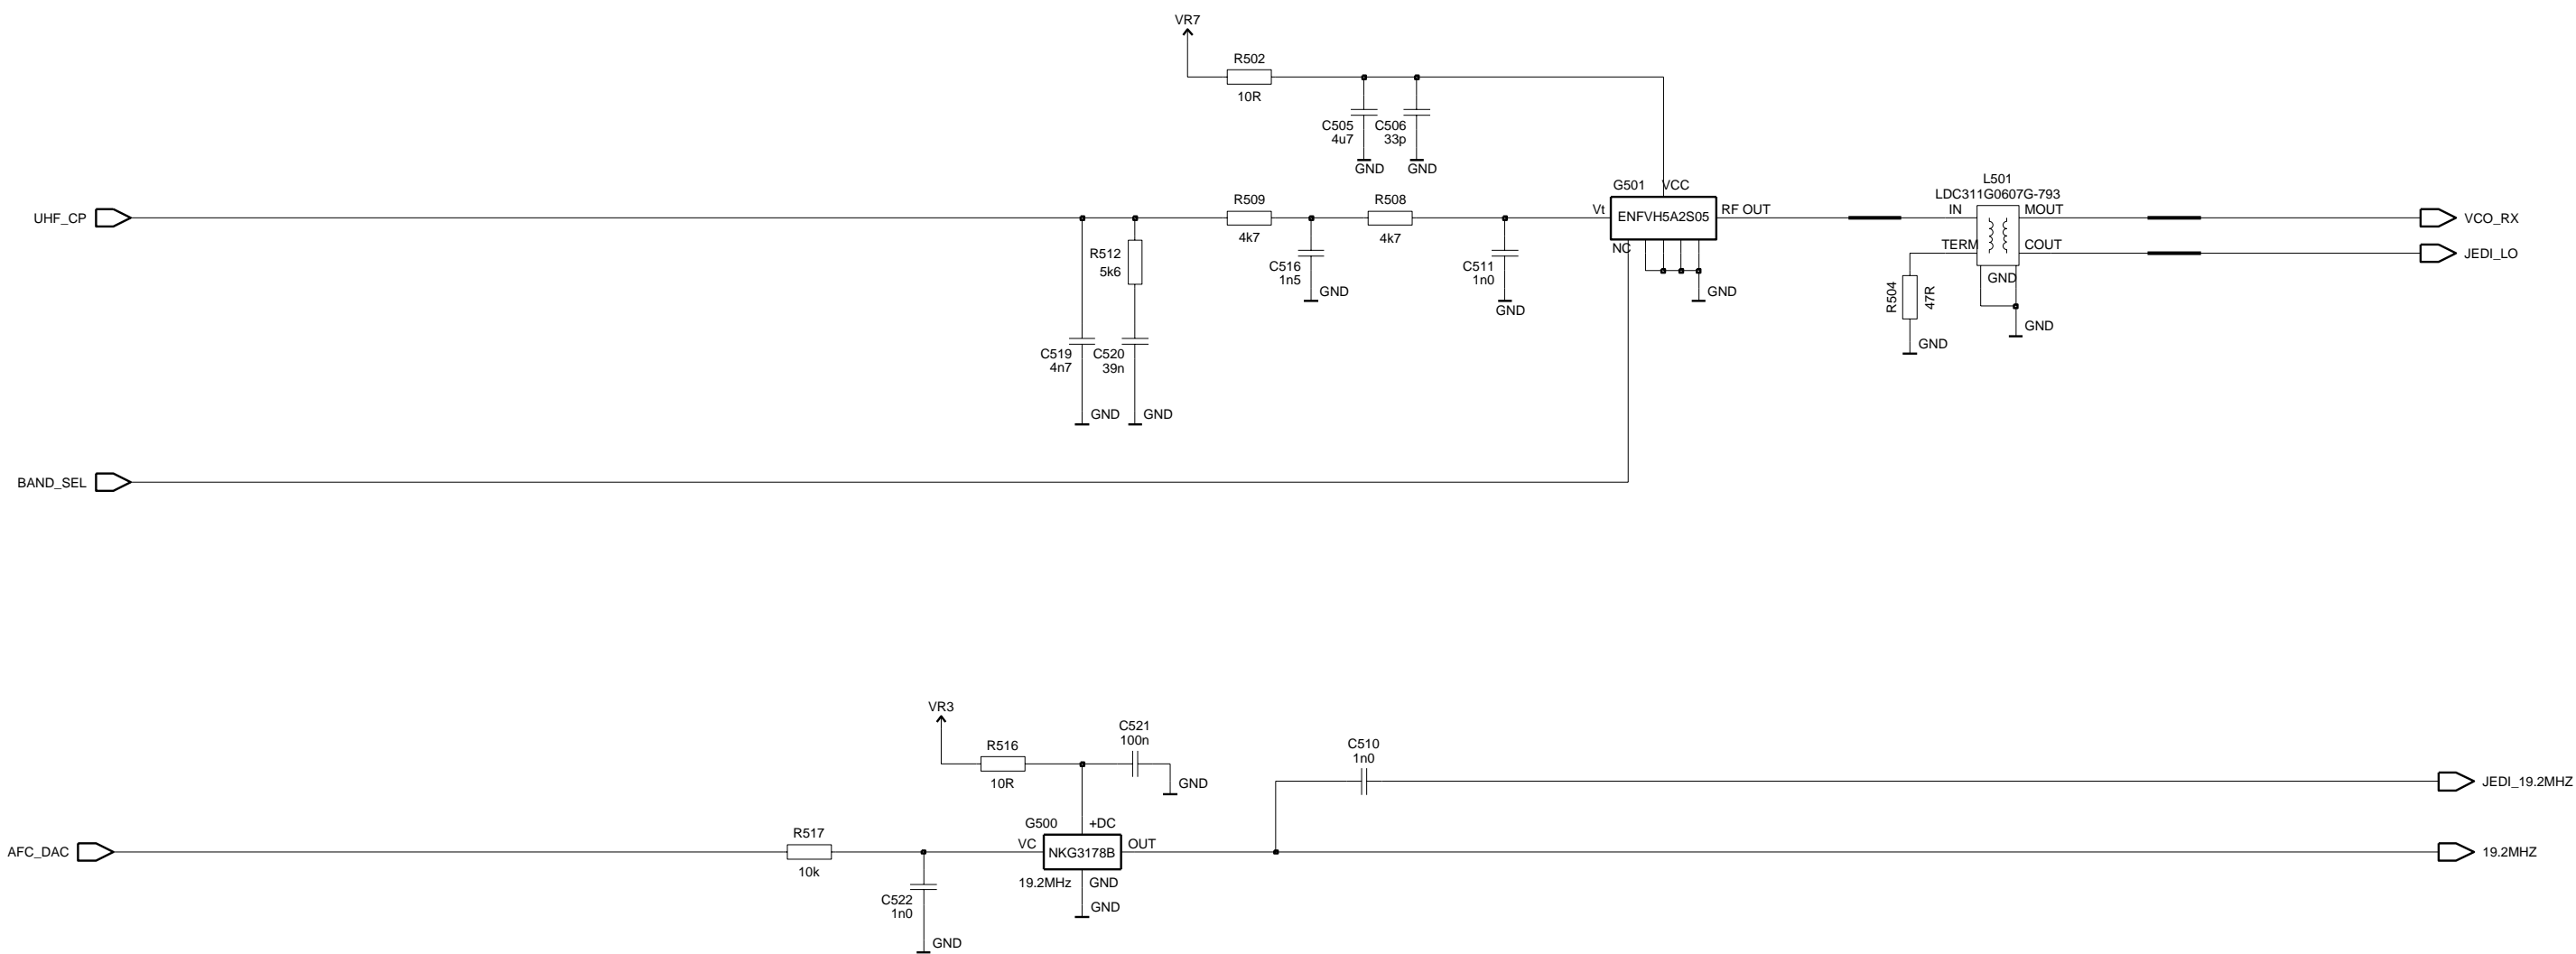 VR7
R502
10R
C505
4u7
C506
33p
GND
GND
UHF_CP
R509
4k7
R508
4k7
R512
5k6
C516
1n5
GND
C511
1n0
GND
Vt
G501
VCC
ENFVH5A2S05
RF OUT
NC
GND
L501
LDC311G0607G-793
IN
MOUT
TERM
COUT
GND
GND
R504
47R
GND
VCO_RX
JEDI_LO
C519
4n7
C520
39n
GND
GND
BAND_SEL
VR3
R516
10R
C521
100n
GND
C510
1n0
JEDI_19.2MHZ
AFC_DAC
R517
10k
G500
+DC
VC
NKG3178B
OUT
19.2MHz
GND
GND
C522
1n0
GND
19.2MHZ